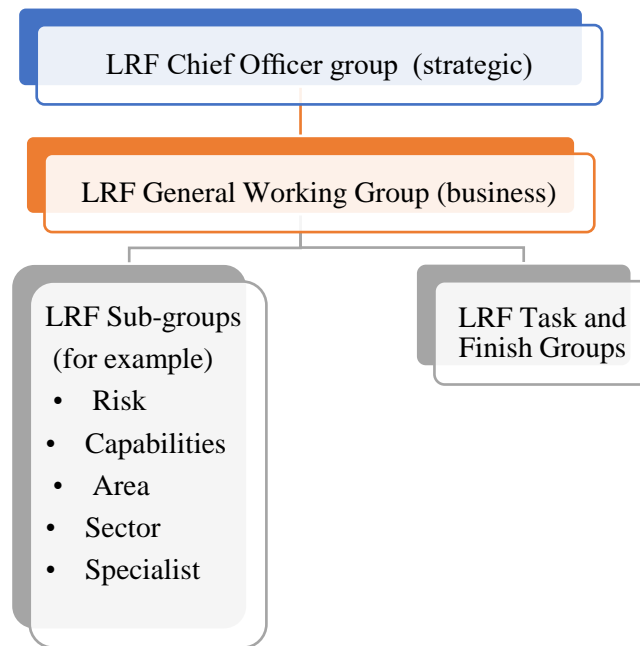 LRF Chief Officer group (strategic)
LRF General Working Group (business)
LRF Sub-groups
(for example)
• Risk
• Capabilities
• Area
• Sector
• Specialist
LRF Task and
Finish Groups